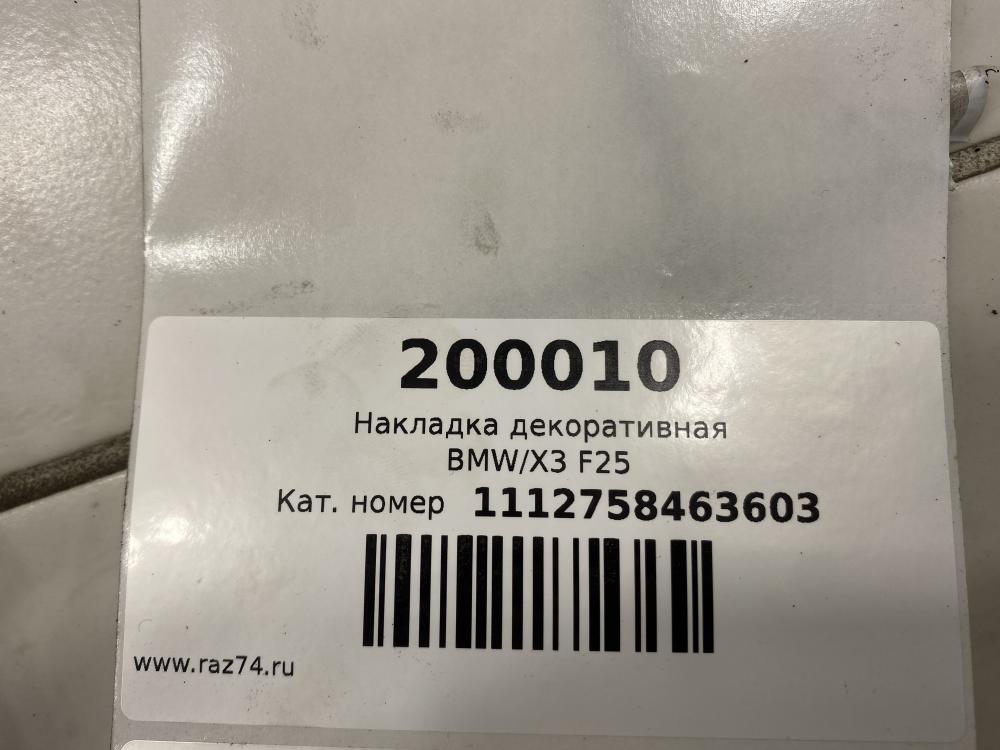 200010
Накладка декоративная
BMW/X3 F25
Кат. номер 1112758463603
www.raz74.ru